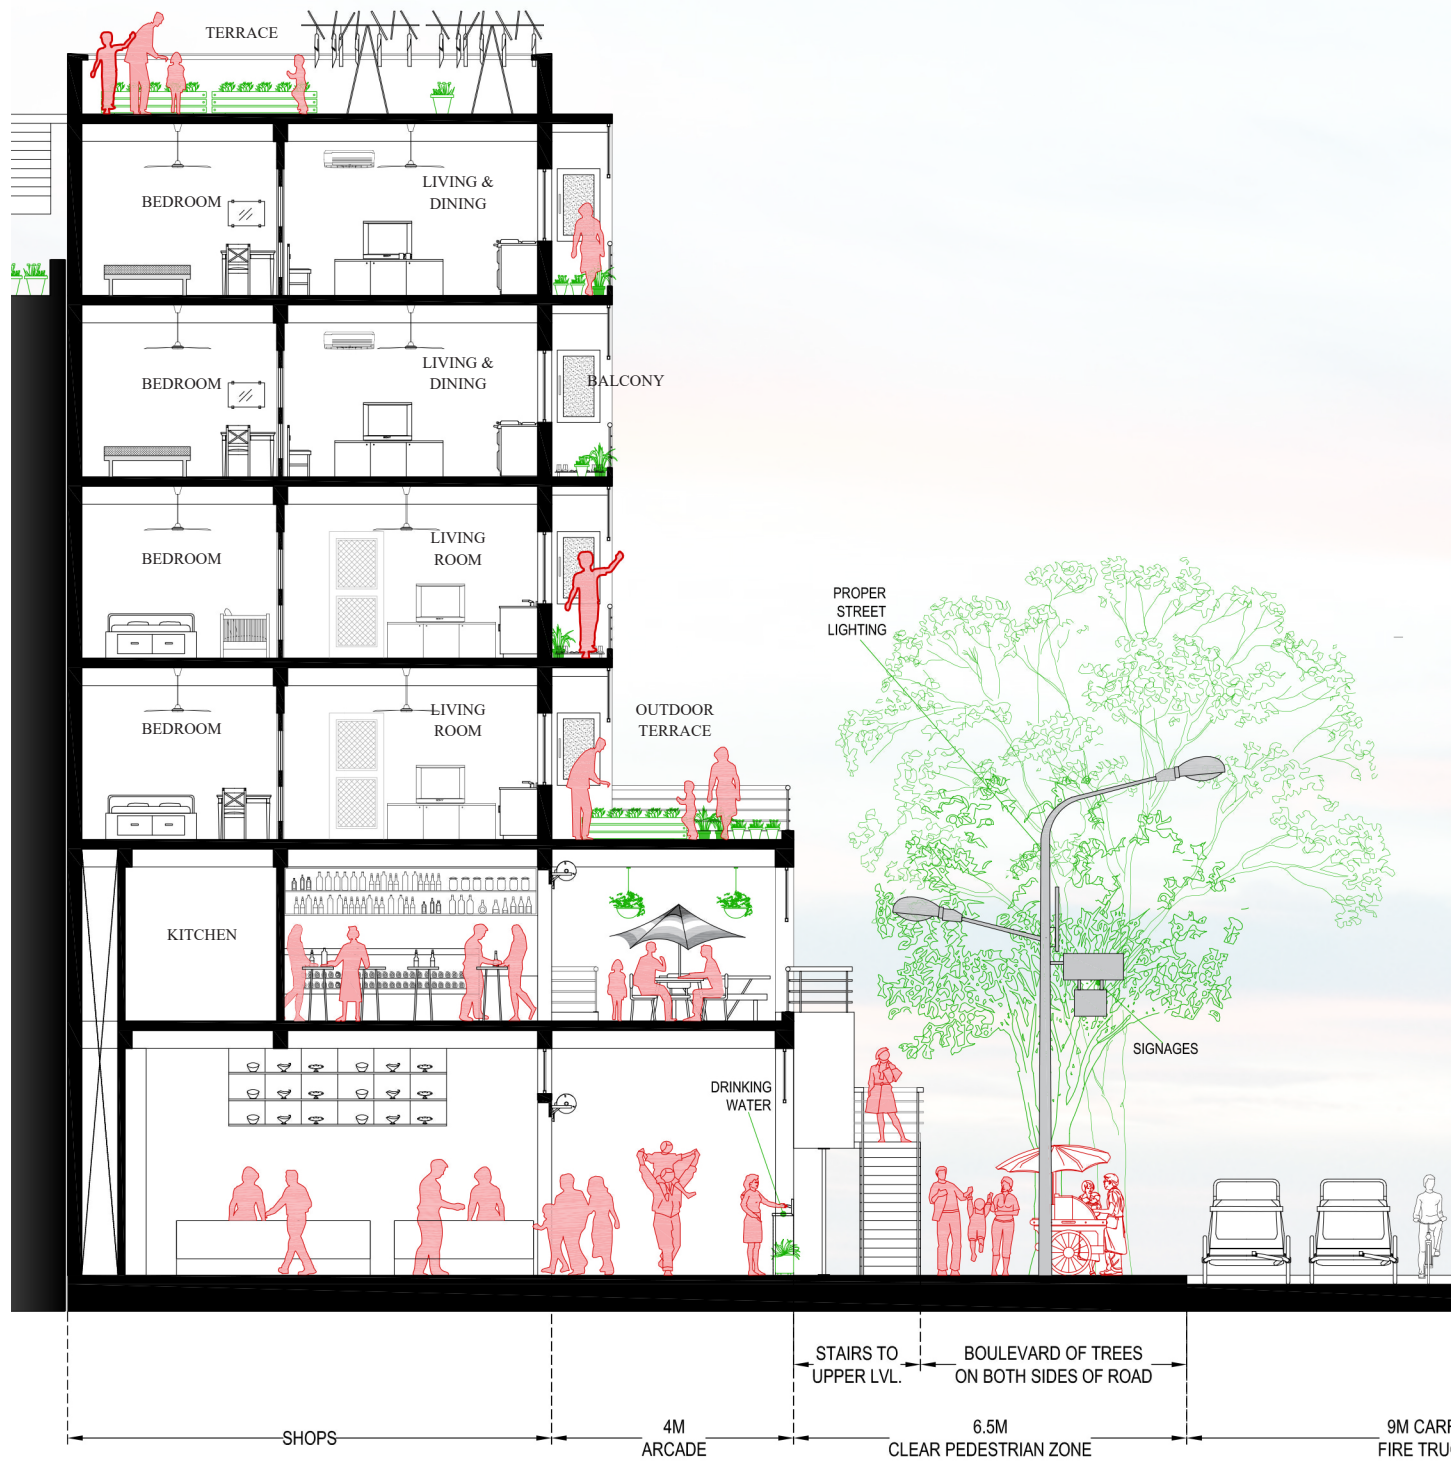 TERRACE
BEDROOM
LIVING &
DINING
BEDROOM
LIVING &
DINING
BALCONY
BEDROOM
LIVING
ROOM
PROPER
STREET
LIGHTING
BEDROOM
LIVING
ROOM
OUTDOOR
TERRACE
KITCHEN
SIGNAGES
DRINKING
WATER
STAIRS TO
UPPER LVL.
BOULEVARD OF TREES
ON BOTH SIDES OF ROAD
SHOPS
4M
ARCADE
6.5M
CLEAR PEDESTRIAN ZONE
9M
FIRE